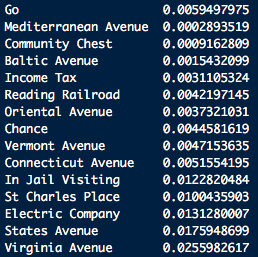 Go 0.0059497975
Mediterranean Avenue 0.0002893519
Community Chest 0.0009162809
Baltic Avenue 0.0015432099
Income Tax 0.0031105324
Reading Railroad 0.0042197145
Oriental Avenue 0.0037321031
Chance 0.0044581619
Vermont Avenue 0.0047153635
Connecticut Avenue 0.0051554195
In Jail Visiting 0.0122820484
St Charles Place 0.0100435903
Electric Company 0.0131280007
States Avenue 0.0175948699
Virginia Avenue 0.0255982617